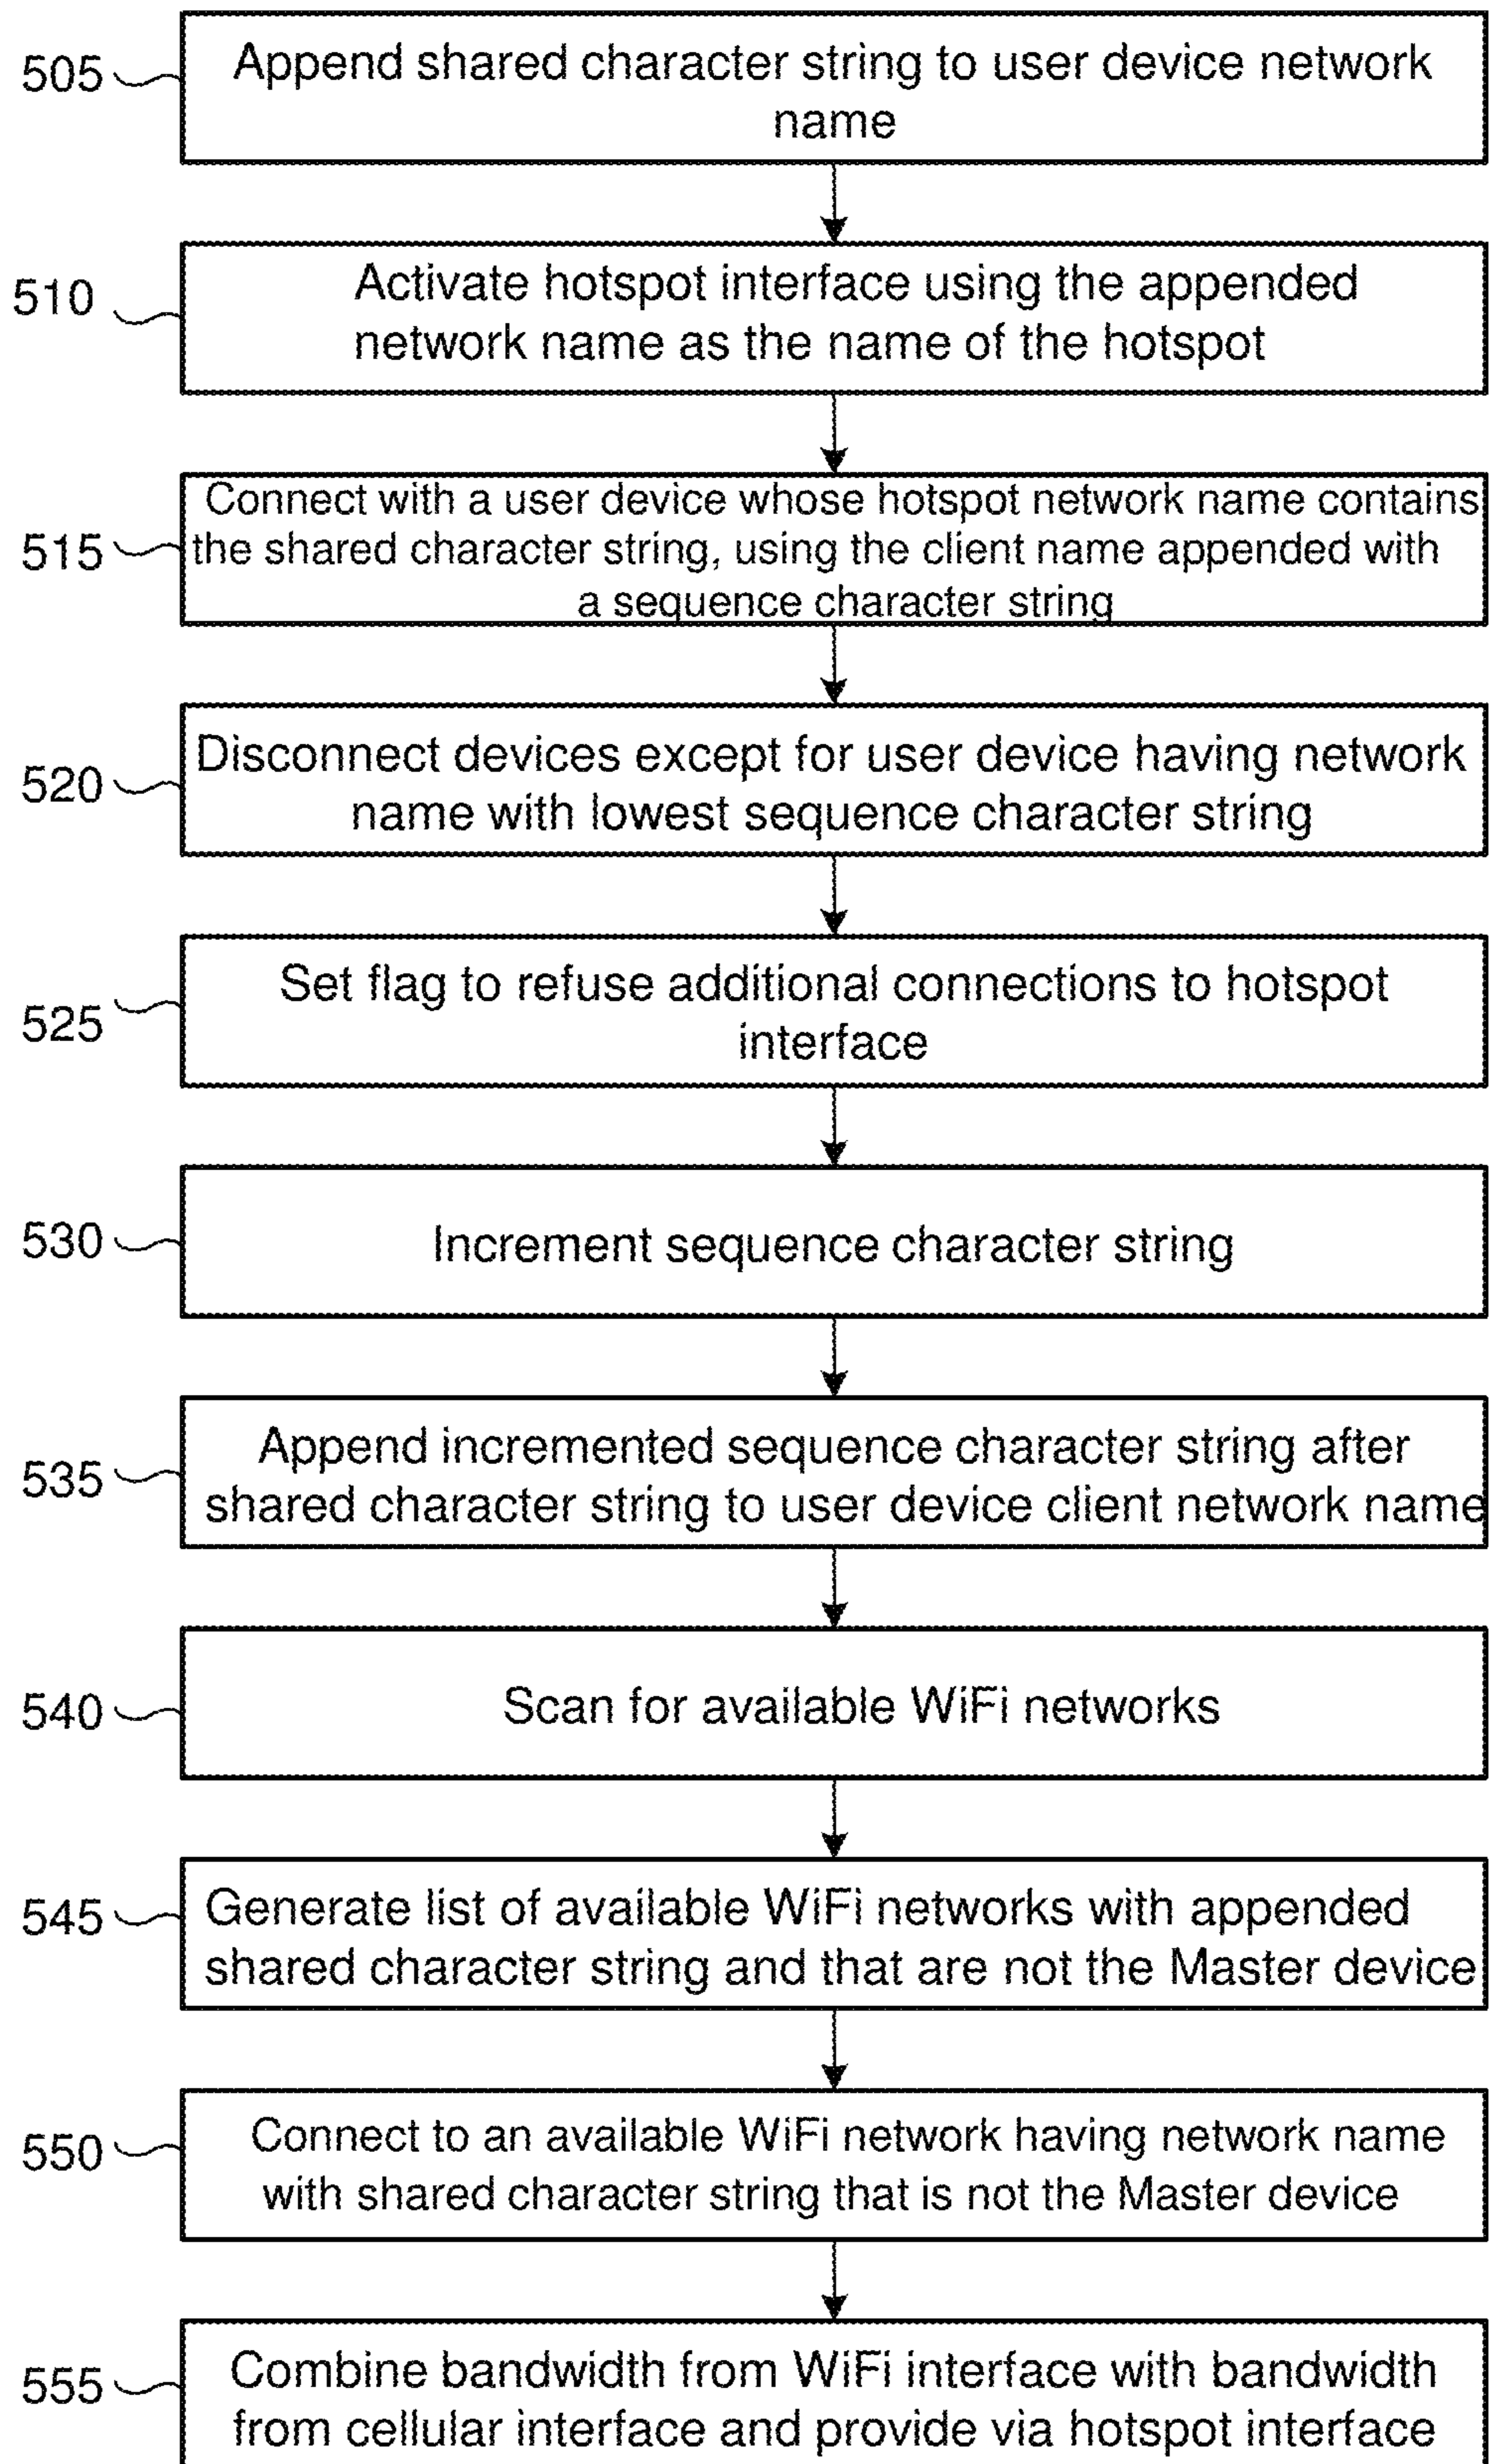 505
Append shared character string to user device network
name
510
Activate hotspot interface using the appended
network name as the name of the hotspot
515
Connect with a user device whose hotspot network name contains
the shared character string, using the client name appended with
a sequence character string
520
Disconnect devices except for user device having network
name with lowest sequence character string
525
Set flag to refuse additional connections to hotspot
interface
530
Increment sequence character string
535
Append incremented sequence character string after
shared character string to user device client network name
540
Scan for available WiFi networks
545
Generate list of available WiFi networks with appended
shared character string and that are not the Master device
550
Connect to an available WiFi network having network name
with shared character string that is not the Master device
555
Combine bandwidth from WiFi interface with bandwidth
from cellular interface and provide via hotspot interface